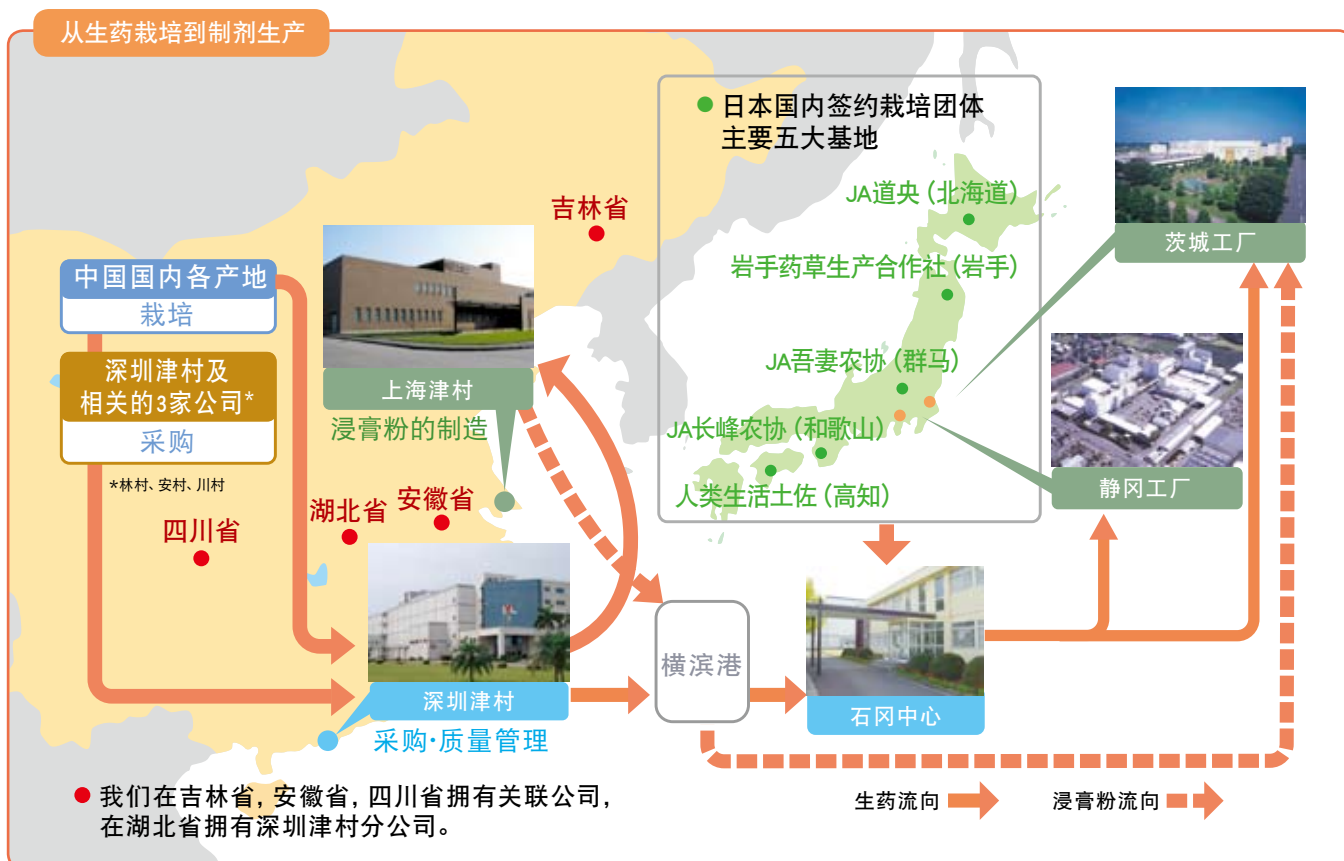 从生药栽培到制剂生产
日本国内签约栽培团体
主要五大基地
JA道央（北海道）
岩手药草生产合作社（岩手）
JA吾妻农协（群马）
JA长峰农协（和歌山）
人类生活土佐（高知）
茨城工厂
静冈工厂
吉林省
中国国内各产地
栽培
深圳津村及
相关的3家公司*
采购
*林村、安村、川村
上海津村
浸膏粉的制造
四川省
湖北省
安徽省
深圳津村
采购·质量管理
横滨港
石冈中心
我们在吉林省，安徽省，四川省拥有关联公司，
在湖北省拥有深圳津村分公司。
生药流向
浸膏粉流向